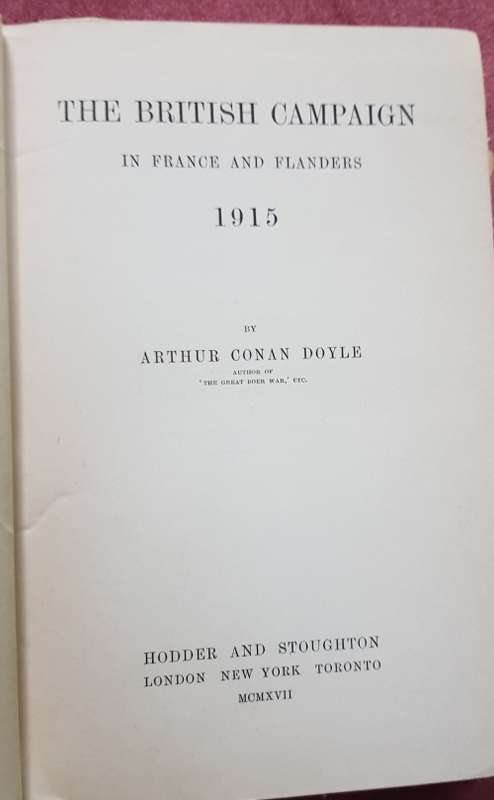 THE BRITISH CAMPAIGN
IN FRANCE AND FLANDERS
1915
BY
ARTHUR CONAN DOYLE
AUTHOR OF
'THE GREAT BOER WAR,' ETC.
HODDER AND STOUGHTON
LONDON NEW YORK TORONTO
MCMXVII